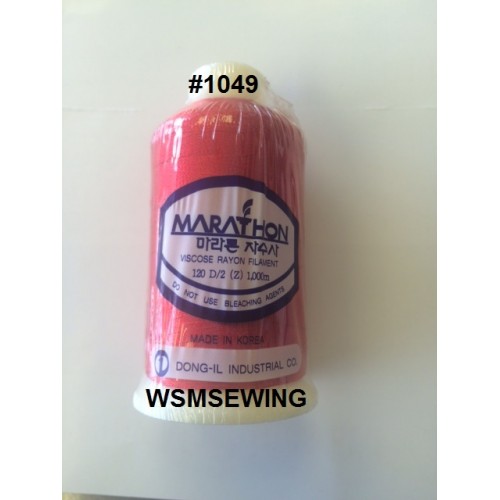 #1049
MARATHON
마라톤 자수사
VISCOSE RAYON FILAMENT
120 D/2 (Z) 1,000m
DO NOT USE BLEACHING AGENTS
MADE IN KOREA
DONG-IL INDUSTRIAL CO.
WSMSEWING